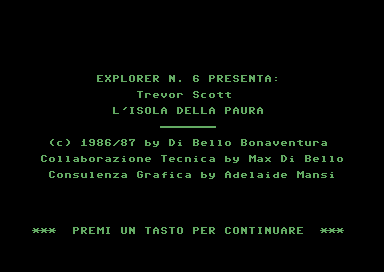 EXPLORER N. 6 PRESENTA:
Trevor Scott
L'ISOLA DELLA PAURA
(c) 1986/87 by Di Bello Bonaventura
Collaborazione Tecnica by Max Di Bello
Consulenza Grafica by Adelaide Mansi
*** PREMI UN TASTO PER CONTINUARE ***